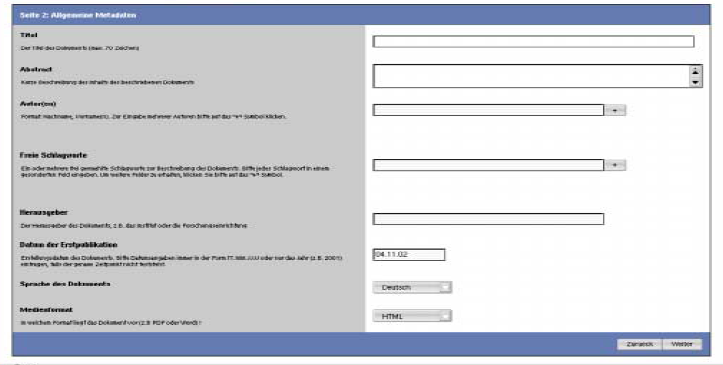 Seite 2: Allgemeine Metadaten
Titel
Der Titel des Dokuments (max. 70 Zeichen)
Abstract
Kurze Beschreibung des Inhalts des beschriebenen Dokuments
Autor(en)
Format: Nachname, Vorname(n). Zur Eingabe mehrerer Autoren bitte auf das "+" Symbol klicken.
+
Freie Schlagworte
Ein oder mehrere frei gewählte Schlagworte zur Beschreibung des Dokuments. Bitte jedes Schlagwort in einem
gesonderten Feld eingeben. Um weitere Felder zu erhalten, klicken Sie bitte auf das "+" Symbol.
+
Herausgeber
Der Herausgeber des Dokuments, z.B. das Institut oder die Forschungseinrichtung
Datum der Erstpublikation
Erstellungsdatum des Dokuments. Bitte Datumsangaben immer in der Form TT.MM.JJJJ oder nur das Jahr (z.B. 2001)
eintragen, falls der genaue Zeitpunkt nicht feststeht.
04.11.02
Sprache des Dokuments
Deutsch
Medienformat
In welchem Format liegt das Dokument vor (z.B. PDF oder Word)?
HTML
Zurück Weiter